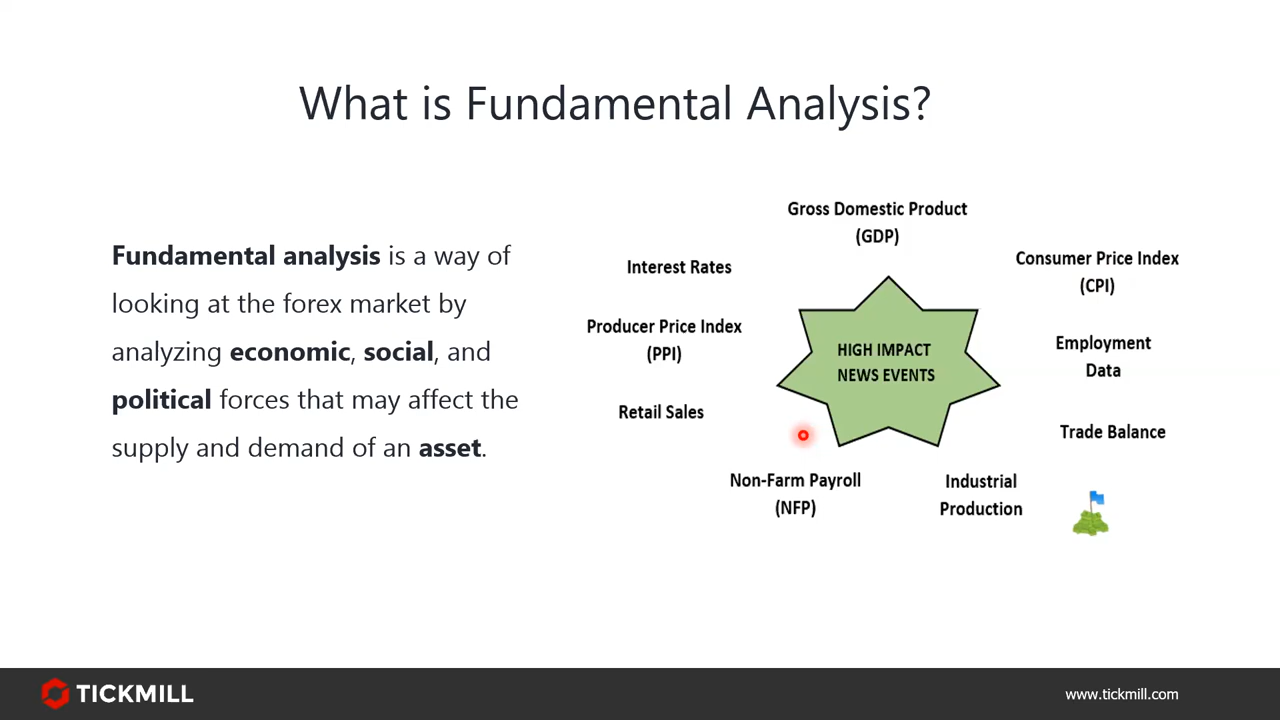 What is Fundamental Analysis?
Fundamental analysis is a way of
looking at the forex market by
analyzing economic, social, and
political forces that may affect the
supply and demand of an asset.
Gross Domestic Product
(GDP)
Interest Rates
Consumer Price Index
(CPI)
Producer Price Index
(PPI)
HIGH IMPACT
NEWS EVENTS
Employment
Data
Retail Sales
Trade Balance
Non-Farm Payroll
(NFP)
Industrial
Production
TICKMILL
www.tickmill.com